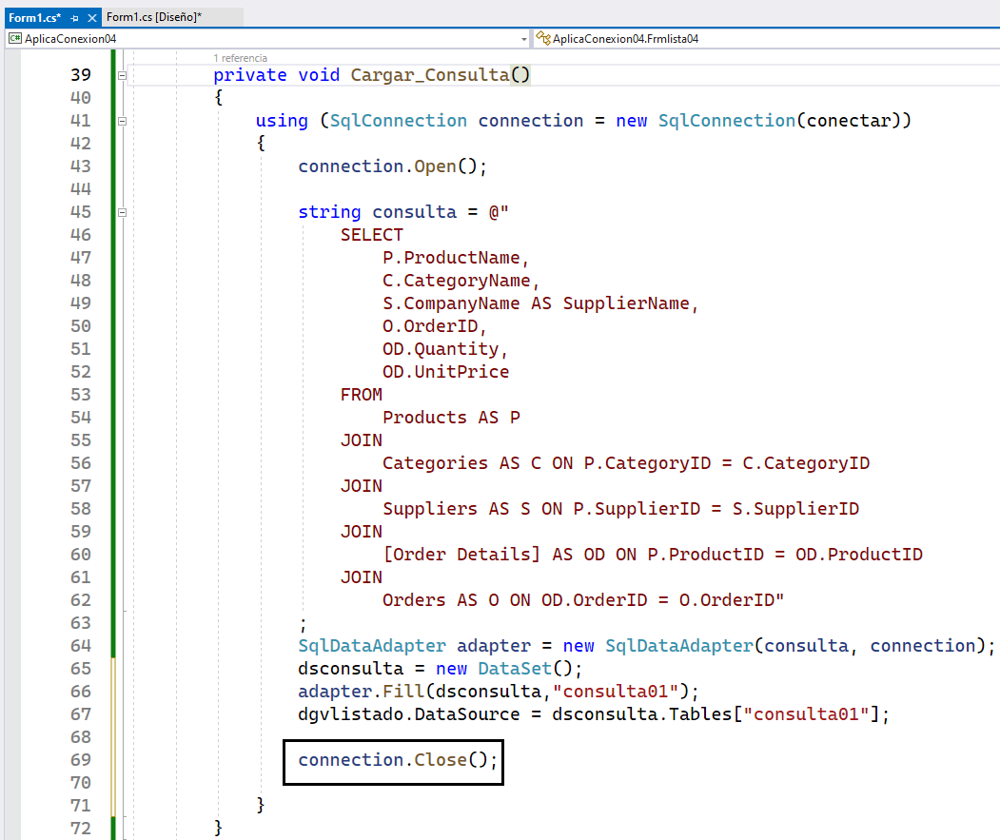 Form1.cs* Form1.cs [Diseño]*
C# AplicaConexion04 AplicaConexion04.Frmlista04
1 referencia
39 private void Cargar_Consulta()
40 {
41 using (SqlConnection connection = new SqlConnection(conectar))
42 {
43 connection.Open();
44
45 string consulta = @"
46 SELECT
47 P.ProductName,
48 C.CategoryName,
49 S.CompanyName AS SupplierName,
50 O.OrderID,
51 OD.Quantity,
52 OD.UnitPrice
53 FROM
54 Products AS P
55 JOIN
56 Categories AS C ON P.CategoryID = C.CategoryID
57 JOIN
58 Suppliers AS S ON P.SupplierID = S.SupplierID
59 JOIN
60 [Order Details] AS OD ON P.ProductID = OD.ProductID
61 JOIN
62 Orders AS O ON OD.OrderID = O.OrderID"
63 ;
64 SqlDataAdapter adapter = new SqlDataAdapter(consulta, connection);
65 dsconsulta = new DataSet();
66 adapter.Fill(dsconsulta,"consulta01");
67 dgvlistado.DataSource = dsconsulta.Tables["consulta01"];
68
69 connection.Close();
70
71 }
72 }